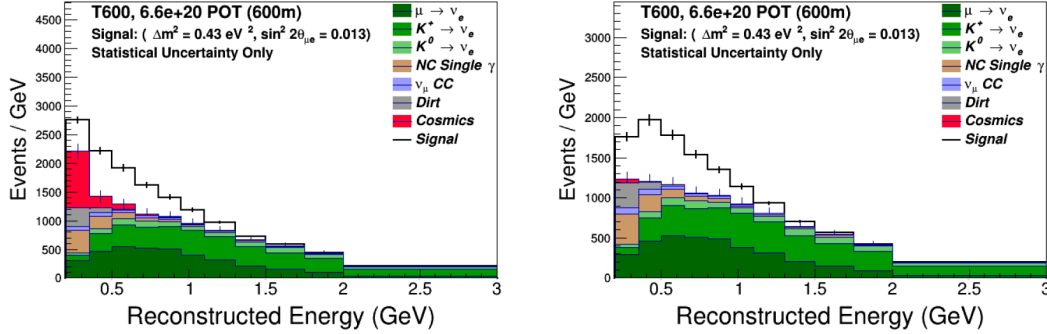 T600, 6.6e+20 POT (600m)
Signal: ( Δm² = 0.43 eV ², sin² 2θμe = 0.013)
Statistical Uncertainty Only
μ → νe
K⁺ → νe
K⁰ → νe
NC Single γ
νμ CC
Dirt
Cosmics
Signal
Events / GeV
4500
4000
3500
3000
2500
2000
1500
1000
500
0
0.5 1 1.5 2 2.5 3
Reconstructed Energy (GeV)
T600, 6.6e+20 POT (600m)
Signal: ( Δm² = 0.43 eV ², sin² 2θμe = 0.013)
Statistical Uncertainty Only
μ → νe
K⁺ → νe
K⁰ → νe
NC Single γ
νμ CC
Dirt
Cosmics
Signal
Events / GeV
3000
2500
2000
1500
1000
500
0
0.5 1 1.5 2 2.5 3
Reconstructed Energy (GeV)